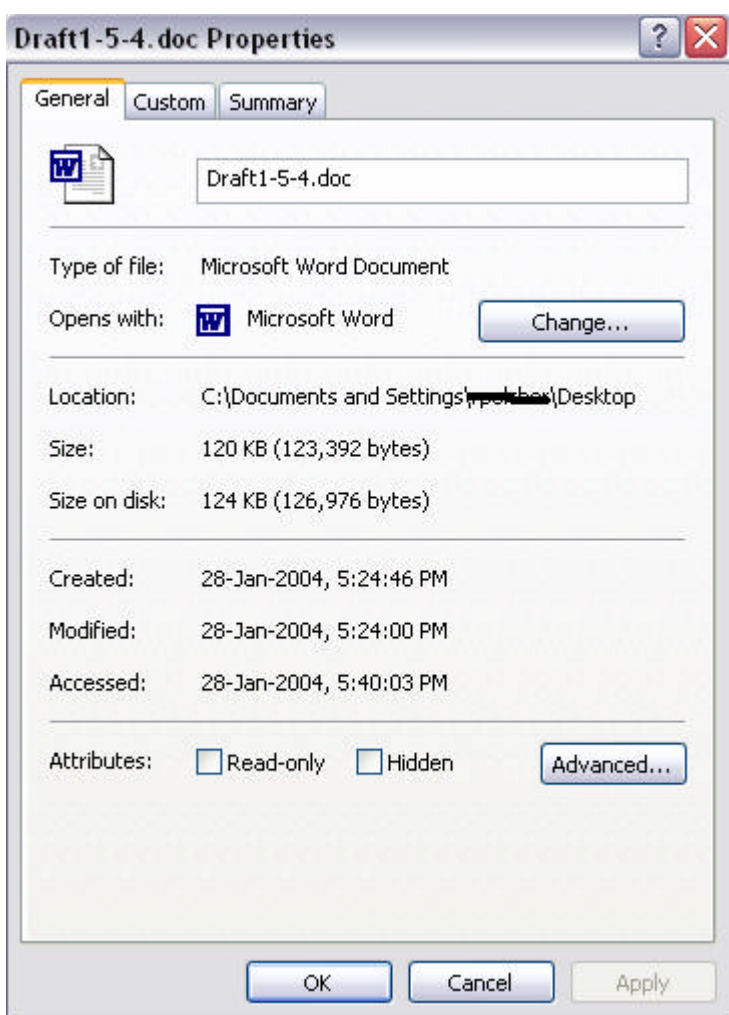 Draft1-5-4.doc Properties
General Custom Summary
Draft1-5-4.doc
Type of file: Microsoft Word Document
Opens with: Microsoft Word Change...
Location: C:\Documents and Settings\ \Desktop
Size: 120 KB (123,392 bytes)
Size on disk: 124 KB (126,976 bytes)
Created: 28-Jan-2004, 5:24:46 PM
Modified: 28-Jan-2004, 5:24:00 PM
Accessed: 28-Jan-2004, 5:40:03 PM
Attributes: Read-only Hidden Advanced...
OK Cancel Apply